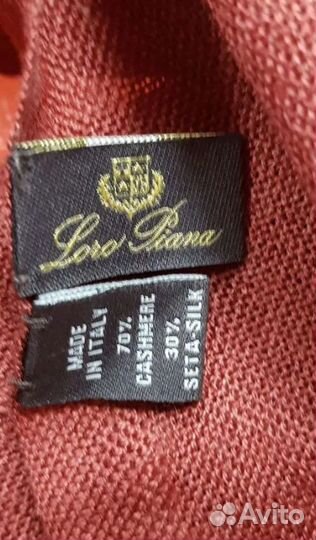 Loro Piana
MADE
IN ITALY
70%
CASHMERE
30%
SETA-SILK
Avito